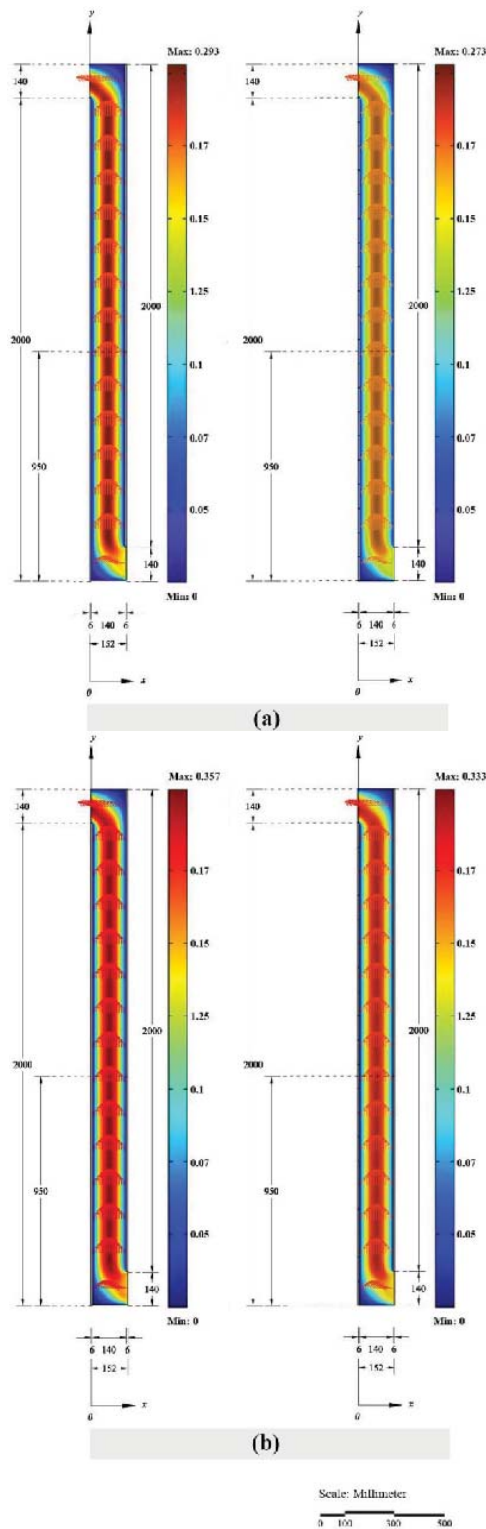 y y
Max: 0.293 Max: 0.273
140 140
0.17 0.17
0.15 0.15
2000 2000
1.25 1.25
2000 2000
0.1 0.1
0.07 0.07
950 950
0.05 0.05
140 140
Min: 0 Min: 0
6 140 6 6 140 6
152 152
x x
0 0
(a)
y y
Max: 0.357 Max: 0.333
140 140
0.17 0.17
0.15 0.15
1.25 1.25
2000 2000
2000 2000
0.1 0.1
0.07 0.07
950 950
0.05 0.05
140 140
Min: 0 Min: 0
6 140 6 6 140 6
152 152
x x
0 0
(b)
Scale: Millimeter
0 100 300 500